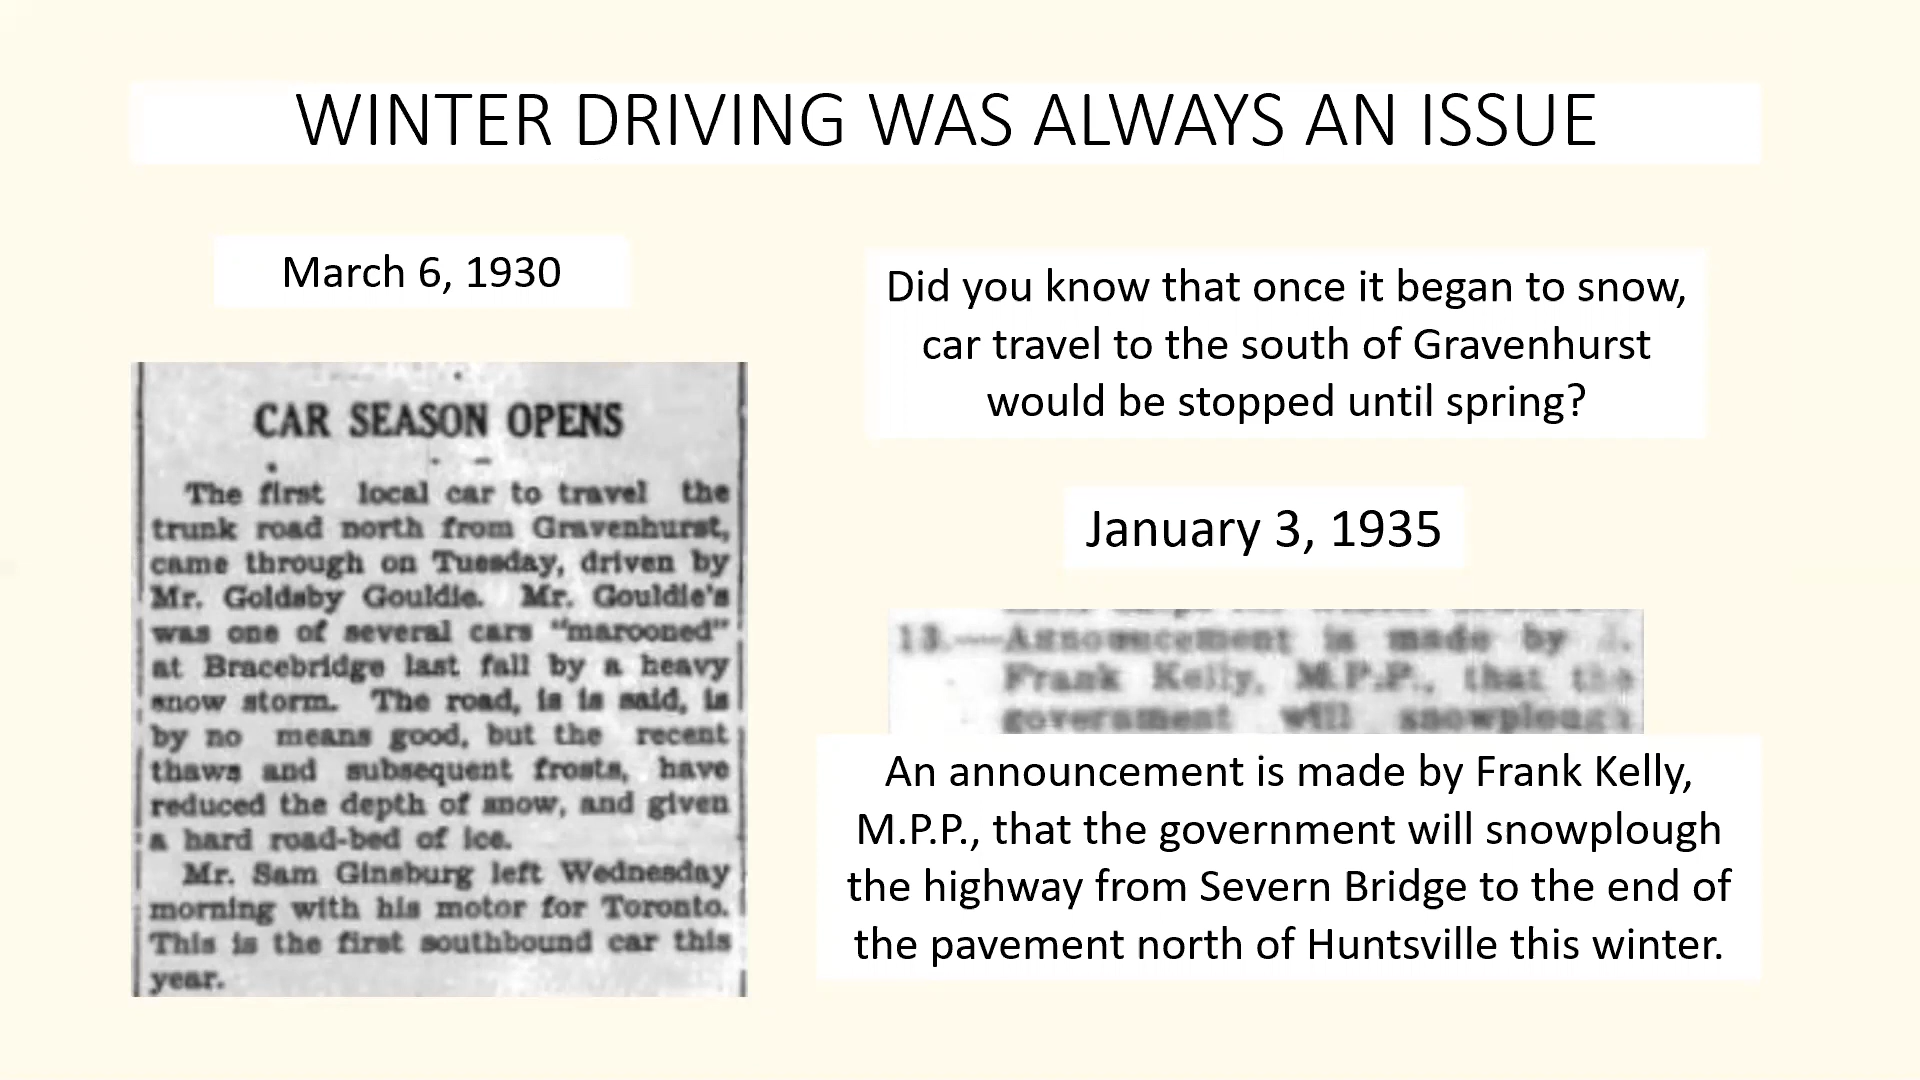 WINTER DRIVING WAS ALWAYS AN ISSUE
March 6, 1930
CAR SEASON OPENS
The first local car to travel the
trunk road north from Gravenhurst,
came through on Tuesday, driven by
Mr. Goldsby Gouldie. Mr. Gouldie's
was one of several cars "marooned"
at Bracebridge last fall by a heavy
snow storm. The road, is is said, is
by no means good, but the recent
thaws and subsequent frosts, have
reduced the depth of snow, and given
a hard road-bed of ice.
Mr. Sam Ginsburg left Wednesday
morning with his motor for Toronto.
This is the first southbound car this
year.
Did you know that once it began to snow,
car travel to the south of Gravenhurst
would be stopped until spring?
January 3, 1935
13.—Announcement is made by
Frank Kelly, M.P.P., that the
government will snowplough
An announcement is made by Frank Kelly,
M.P.P., that the government will snowplough
the highway from Severn Bridge to the end of
the pavement north of Huntsville this winter.